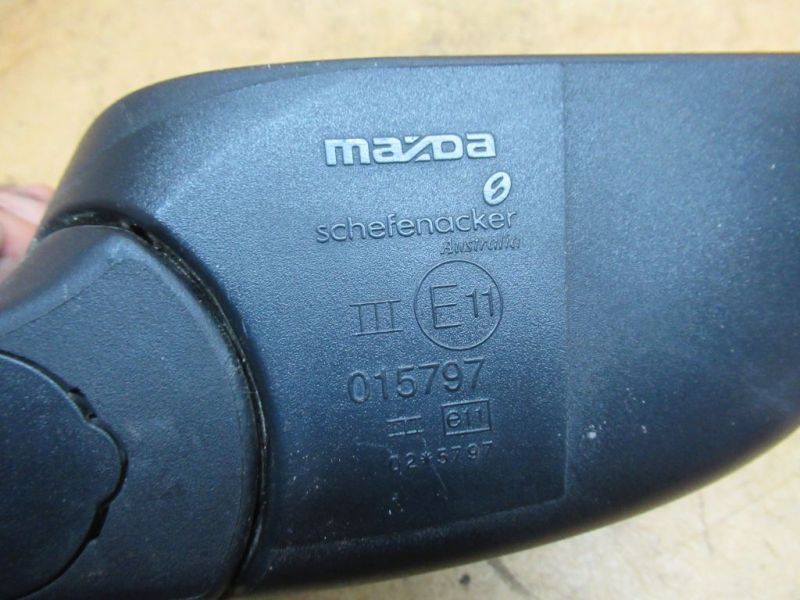 mazda
schefenacker
Australia
III E11
015797
III e11
02*5797